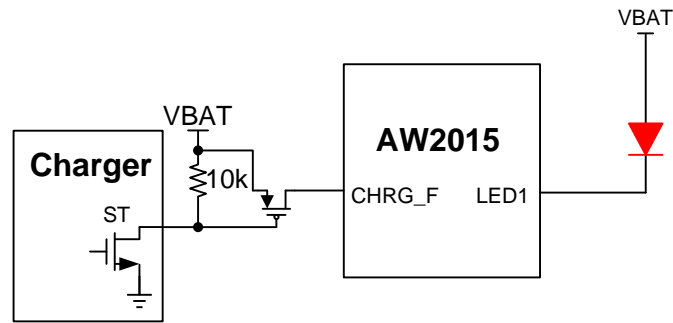 VBAT
VBAT
Charger
AW2015
10k
CHRG_F
LED1
ST